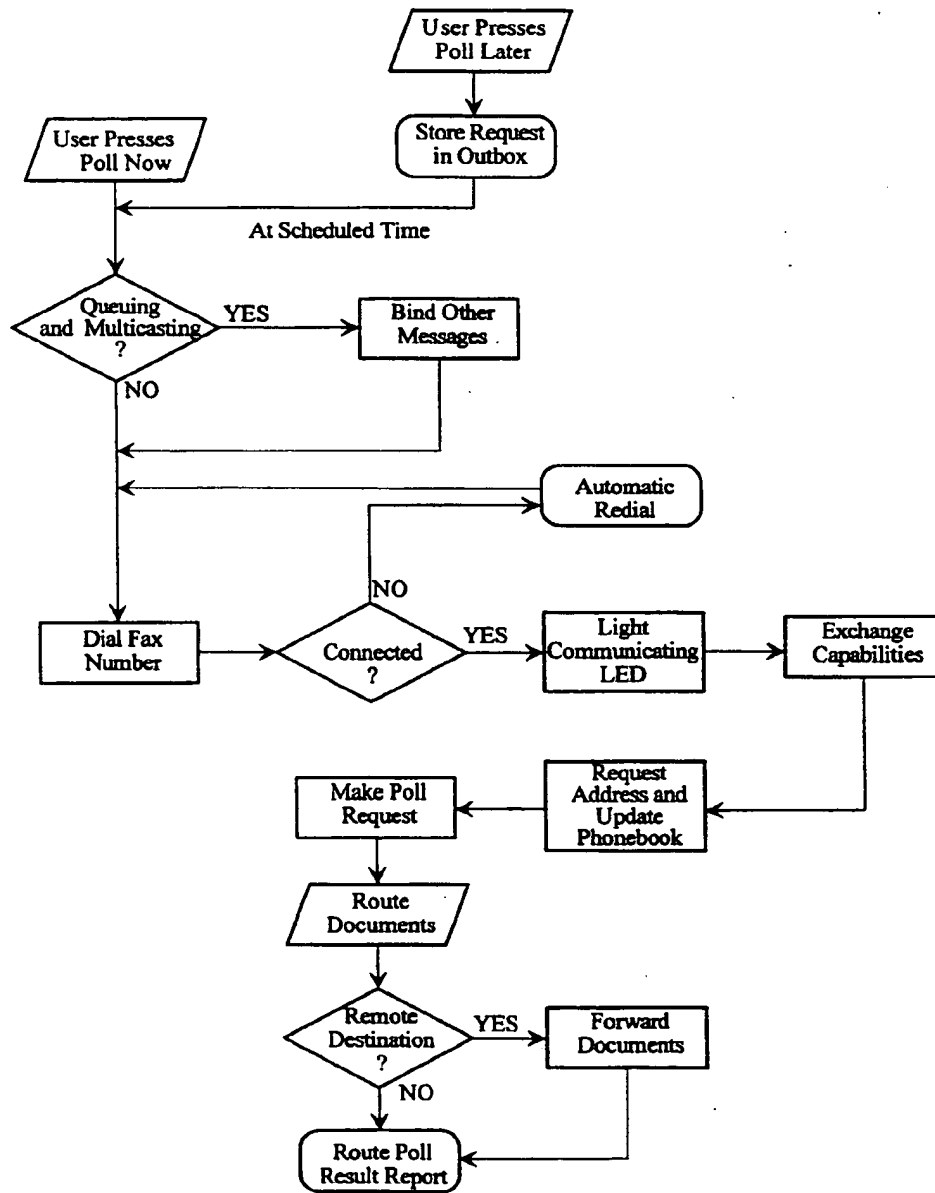 User Presses
Poll Later
Store Request
in Outbox
User Presses
Poll Now
At Scheduled Time
Queuing
and Multicasting
?
YES
Bind Other
Messages
NO
Automatic
Redial
NO
Dial Fax
Number
Connected
?
YES
Light
Communicating
LED
Exchange
Capabilities
Request
Address and
Update
Phonebook
Make Poll
Request
Route
Documents
Remote
Destination
?
YES
Forward
Documents
NO
Route Poll
Result Report